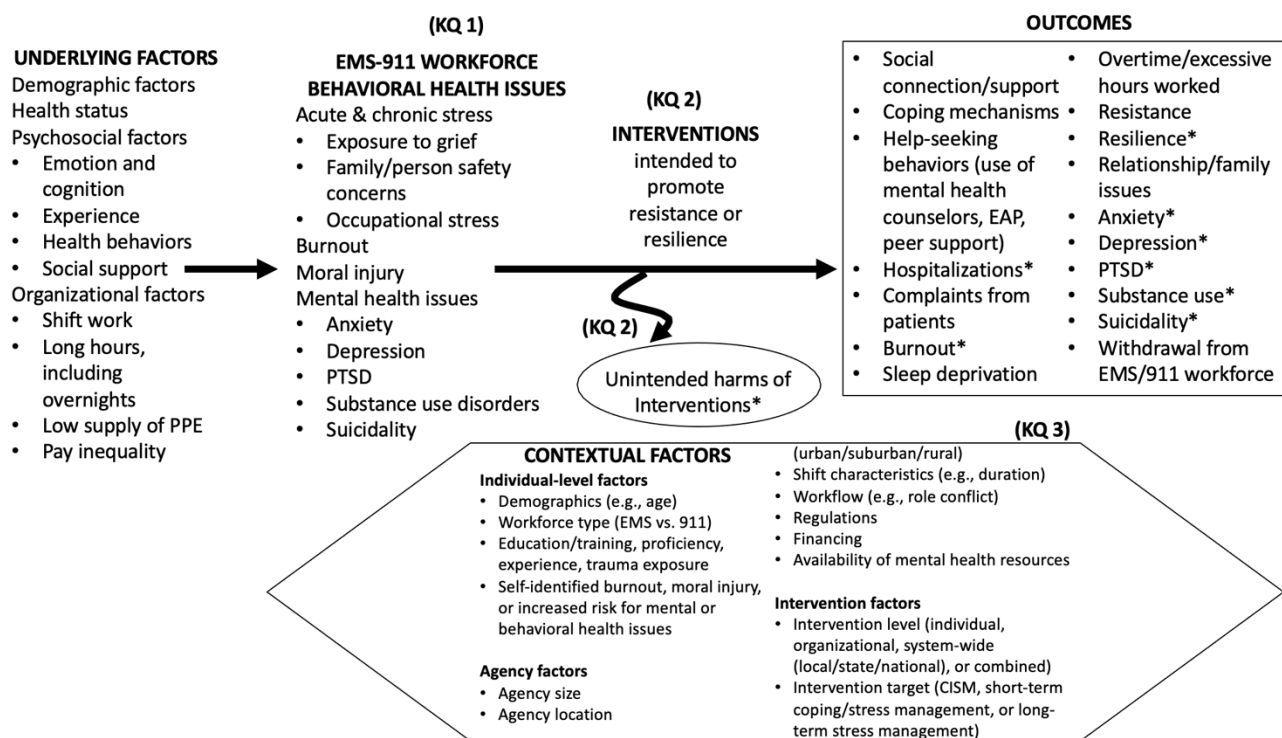 UNDERLYING FACTORS
Demographic factors
Health status
Psychosocial factors
• Emotion and
cognition
• Experience
• Health behaviors
• Social support
Organizational factors
• Shift work
• Long hours,
including
overnights
• Low supply of PPE
• Pay inequality
(KQ 1)
EMS-911 WORKFORCE
BEHAVIORAL HEALTH ISSUES
Acute & chronic stress
• Exposure to grief
• Family/person safety
concerns
• Occupational stress
Burnout
Moral injury
Mental health issues
• Anxiety
• Depression
• PTSD
• Substance use disorders
• Suicidality
(KQ 2)
INTERVENTIONS
intended to
promote
resistance or
resilience
(KQ 2)
Unintended harms of
Interventions*
OUTCOMES
• Social
connection/support
• Coping mechanisms
• Help-seeking
behaviors (use of
mental health
counselors, EAP,
peer support)
• Hospitalizations*
• Complaints from
patients
• Burnout*
• Sleep deprivation
• Overtime/excessive
hours worked
• Resistance
• Resilience*
• Relationship/family
issues
• Anxiety*
• Depression*
• PTSD*
• Substance use*
• Suicidality*
• Withdrawal from
EMS/911 workforce
(KQ 3)
CONTEXTUAL FACTORS
Individual-level factors
• Demographics (e.g., age)
• Workforce type (EMS vs. 911)
• Education/training, proficiency,
experience, trauma exposure
• Self-identified burnout, moral injury,
or increased risk for mental or
behavioral health issues
Agency factors
• Agency size
• Agency location
(urban/suburban/rural)
• Shift characteristics (e.g., duration)
• Workflow (e.g., role conflict)
• Regulations
• Financing
• Availability of mental health resources
Intervention factors
• Intervention level (individual,
organizational, system-wide
(local/state/national), or combined)
• Intervention target (CISM, short-term
coping/stress management, or long-
term stress management)